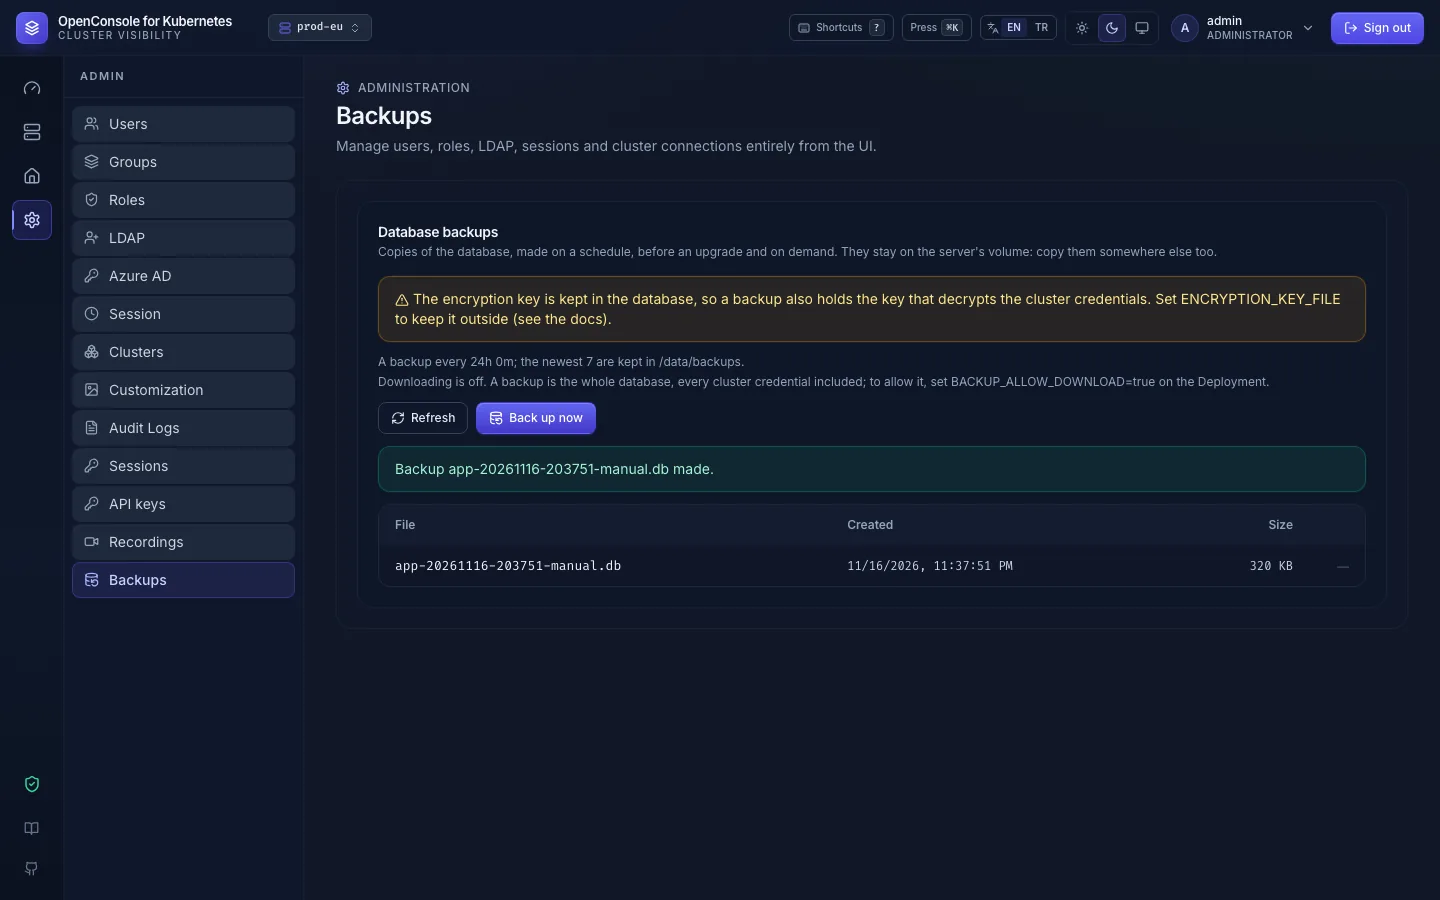 OpenConsole for Kubernetes
CLUSTER VISIBILITY
prod-eu
Shortcuts ?
Press ⌘K
EN TR
A
admin
ADMINISTRATOR
Sign out
ADMIN
Users
Groups
Roles
LDAP
Azure AD
Session
Clusters
Customization
Audit Logs
Sessions
API keys
Recordings
Backups
ADMINISTRATION
Backups
Manage users, roles, LDAP, sessions and cluster connections entirely from the UI.
Database backups
Copies of the database, made on a schedule, before an upgrade and on demand. They stay on the server's volume: copy them somewhere else too.
The encryption key is kept in the database, so a backup also holds the key that decrypts the cluster credentials. Set ENCRYPTION_KEY_FILE
to keep it outside (see the docs).
A backup every 24h 0m; the newest 7 are kept in /data/backups.
Downloading is off. A backup is the whole database, every cluster credential included; to allow it, set BACKUP_ALLOW_DOWNLOAD=true on the Deployment.
Refresh
Back up now
Backup app-20261116-203751-manual.db made.
File Created Size
app-20261116-203751-manual.db 11/16/2026, 11:37:51 PM 320 KB —